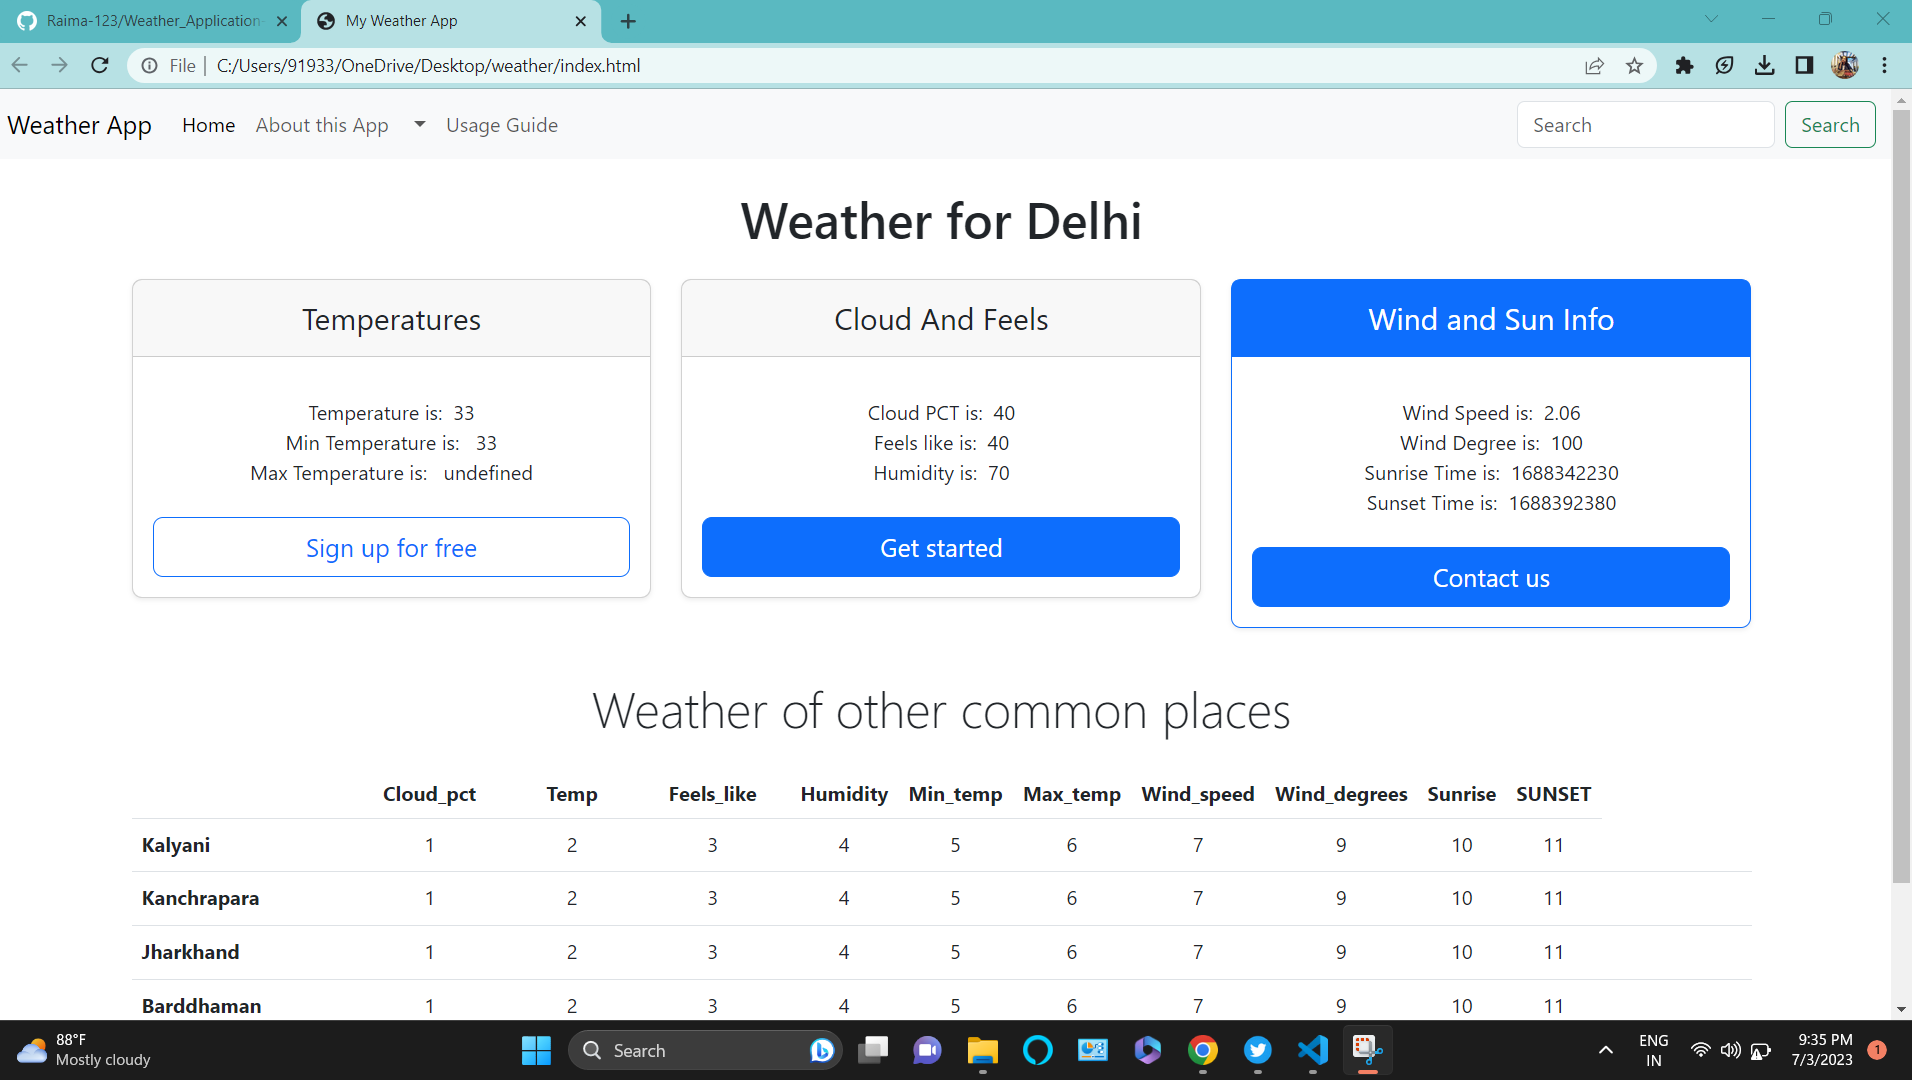 Raima-123/Weather_Application
My Weather App
File
C:/Users/91933/OneDrive/Desktop/weather/index.html
Weather App
Home
About this App
Usage Guide
Search
Search
Weather for Delhi
Temperatures
Temperature is: 33
Min Temperature is: 33
Max Temperature is: undefined
Sign up for free
Cloud And Feels
Cloud PCT is: 40
Feels like is: 40
Humidity is: 70
Get started
Wind and Sun Info
Wind Speed is: 2.06
Wind Degree is: 100
Sunrise Time is: 1688342230
Sunset Time is: 1688392380
Contact us
Weather of other common places
Cloud_pct Temp Feels_like Humidity Min_temp Max_temp Wind_speed Wind_degrees Sunrise SUNSET
Kalyani 1 2 3 4 5 6 7 9 10 11
Kanchrapara 1 2 3 4 5 6 7 9 10 11
Jharkhand 1 2 3 4 5 6 7 9 10 11
Barddhaman 1 2 3 4 5 6 7 9 10 11
88°F
Mostly cloudy
Search
ENG
IN
9:35 PM
7/3/2023
1